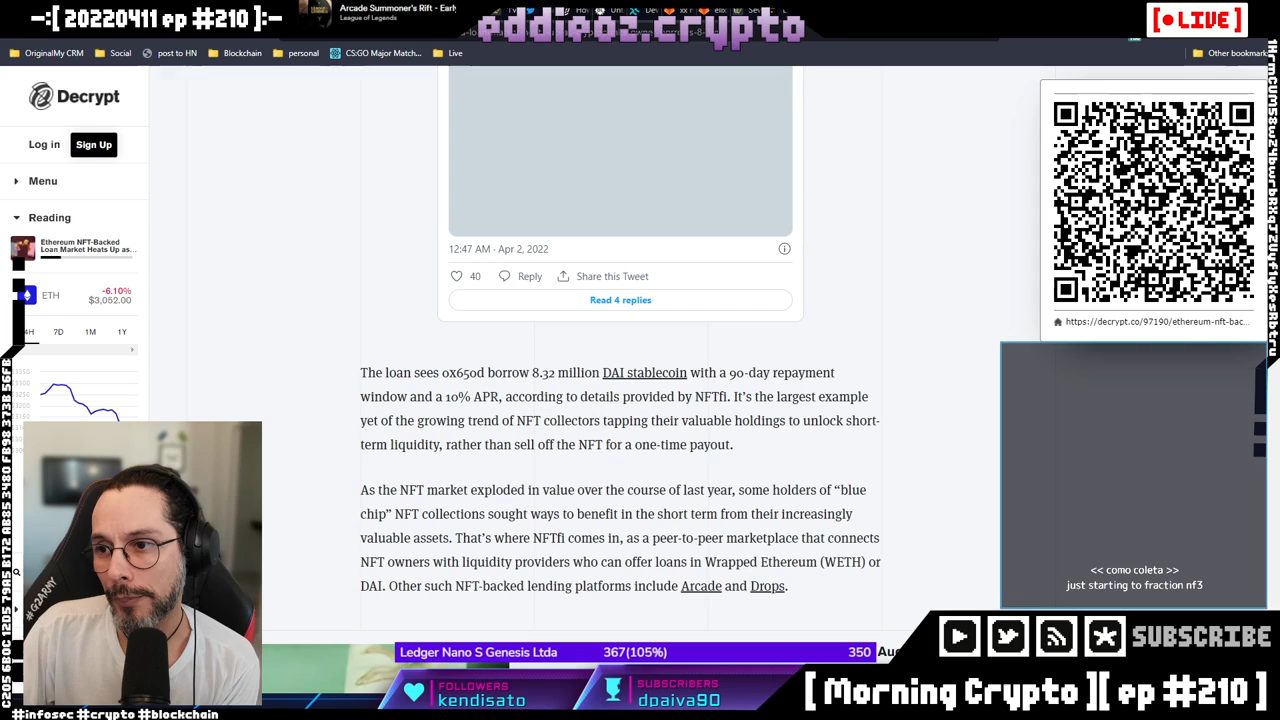 -:[ 20220411 ep #210 ]:-
Arcade Summoner's Rift - Early
League of Legends
eddieoz.crypto
[ • LIVE ]
OriginalMy CRM
Social
post to HN
Blockchain
personal
CS:GO Major Match...
Live
Other bookmark
Decrypt
Log in
Sign Up
Menu
Reading
Ethereum NFT-Backed
Loan Market Heats Up as...
ETH
-6.10%
$3,052.00
7D
1M
1Y
12:47 AM · Apr 2, 2022
40
Reply
Share this Tweet
Read 4 replies
https://decrypt.co/97190/ethereum-nft-bac...
The loan sees 0x650d borrow 8.32 million DAI stablecoin with a 90-day repayment
window and a 10% APR, according to details provided by NFTfi. It's the largest example
yet of the growing trend of NFT collectors tapping their valuable holdings to unlock short-
term liquidity, rather than sell off the NFT for a one-time payout.
As the NFT market exploded in value over the course of last year, some holders of “blue
chip” NFT collections sought ways to benefit in the short term from their increasingly
valuable assets. That's where NFTfi comes in, as a peer-to-peer marketplace that connects
NFT owners with liquidity providers who can offer loans in Wrapped Ethereum (WETH) or
DAI. Other such NFT-backed lending platforms include Arcade and Drops.
<< como coleta >>
just starting to fraction nf3
Ledger Nano S Genesis Ltda
367(105%)
350
FOLLOWERS
kendisato
SUBSCRIBERS
dpaiva90
SUBSCRIBE
[ Morning Crypto ][ ep #210 ]
#infosec #crypto #blockchain